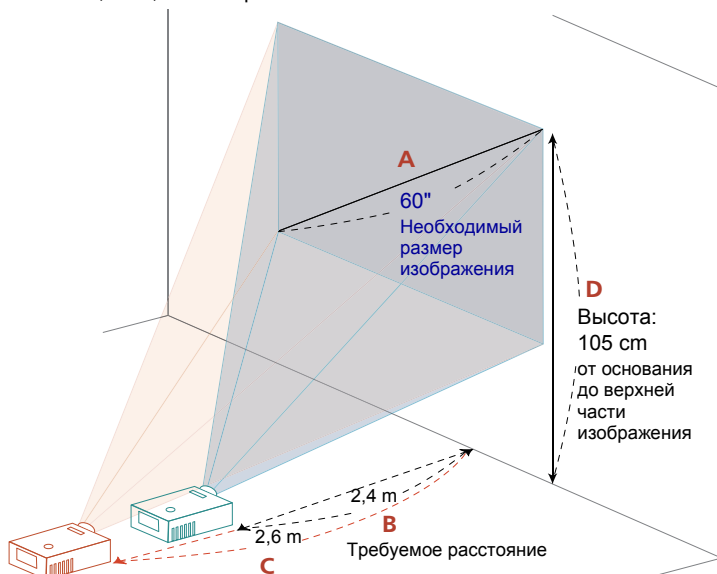 A
60"
Необходимый
размер
изображения
D
Высота:
105 cm
от основания
до верхней
части
изображения
2,4 m
B
2,6 m
Требуемое расстояние
C